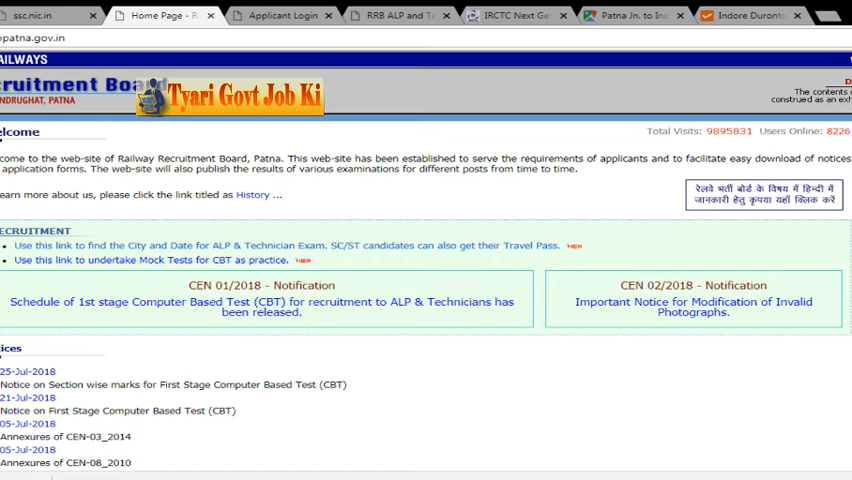 ssc.nic.in × Home Page - R × Applicant Login × RRB ALP and Te × IRCTC Next Gen × Patna Jn. to Ind × Indore Duronto ×
opatna.gov.in
AILWAYS
cruitment Board
NDRUGHAT, PATNA
Tyari Govt Job Ki
D
The contents o
construed as an exh
elcome
Total Visits: 9895831 Users Online: 8226
come to the web-site of Railway Recruitment Board, Patna. This web-site has been established to serve the requirements of applicants and to facilitate easy download of notices
application forms. The web-site will also publish the results of various examinations for different posts from time to time.
earn more about us, please click the link titled as History ...
रेलवे भर्ती बोर्ड के विषय में हिन्दी में
जानकारी हेतु कृपया यहाँ क्लिक करें
ECRUITMENT
• Use this link to find the City and Date for ALP & Technician Exam. SC/ST candidates can also get their Travel Pass. NEW
• Use this link to undertake Mock Tests for CBT as practice. NEW
CEN 01/2018 - Notification
Schedule of 1st stage Computer Based Test (CBT) for recruitment to ALP & Technicians has
been released.
CEN 02/2018 - Notification
Important Notice for Modification of Invalid
Photographs.
ices
25-Jul-2018
Notice on Section wise marks for First Stage Computer Based Test (CBT)
21-Jul-2018
Notice on First Stage Computer Based Test (CBT)
05-Jul-2018
Annexures of CEN-03_2014
05-Jul-2018
Annexures of CEN-08_2010